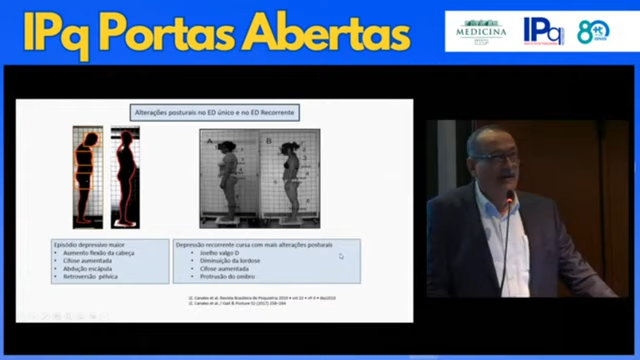 IPq Portas Abertas
MEDICINA
USP
IPq
80
anos
Alterações posturais no ED único e no ED Recorrente
A
B
Episódio depressivo maior
• Aumento flexão da cabeça
• Cifose aumentada
• Abdução escápula
• Retroversão pélvica
Depressão recorrente cursa com mais alterações posturais
• Joelho valgo D
• Diminuição da lordose
• Cifose aumentada
• Protrusão do ombro